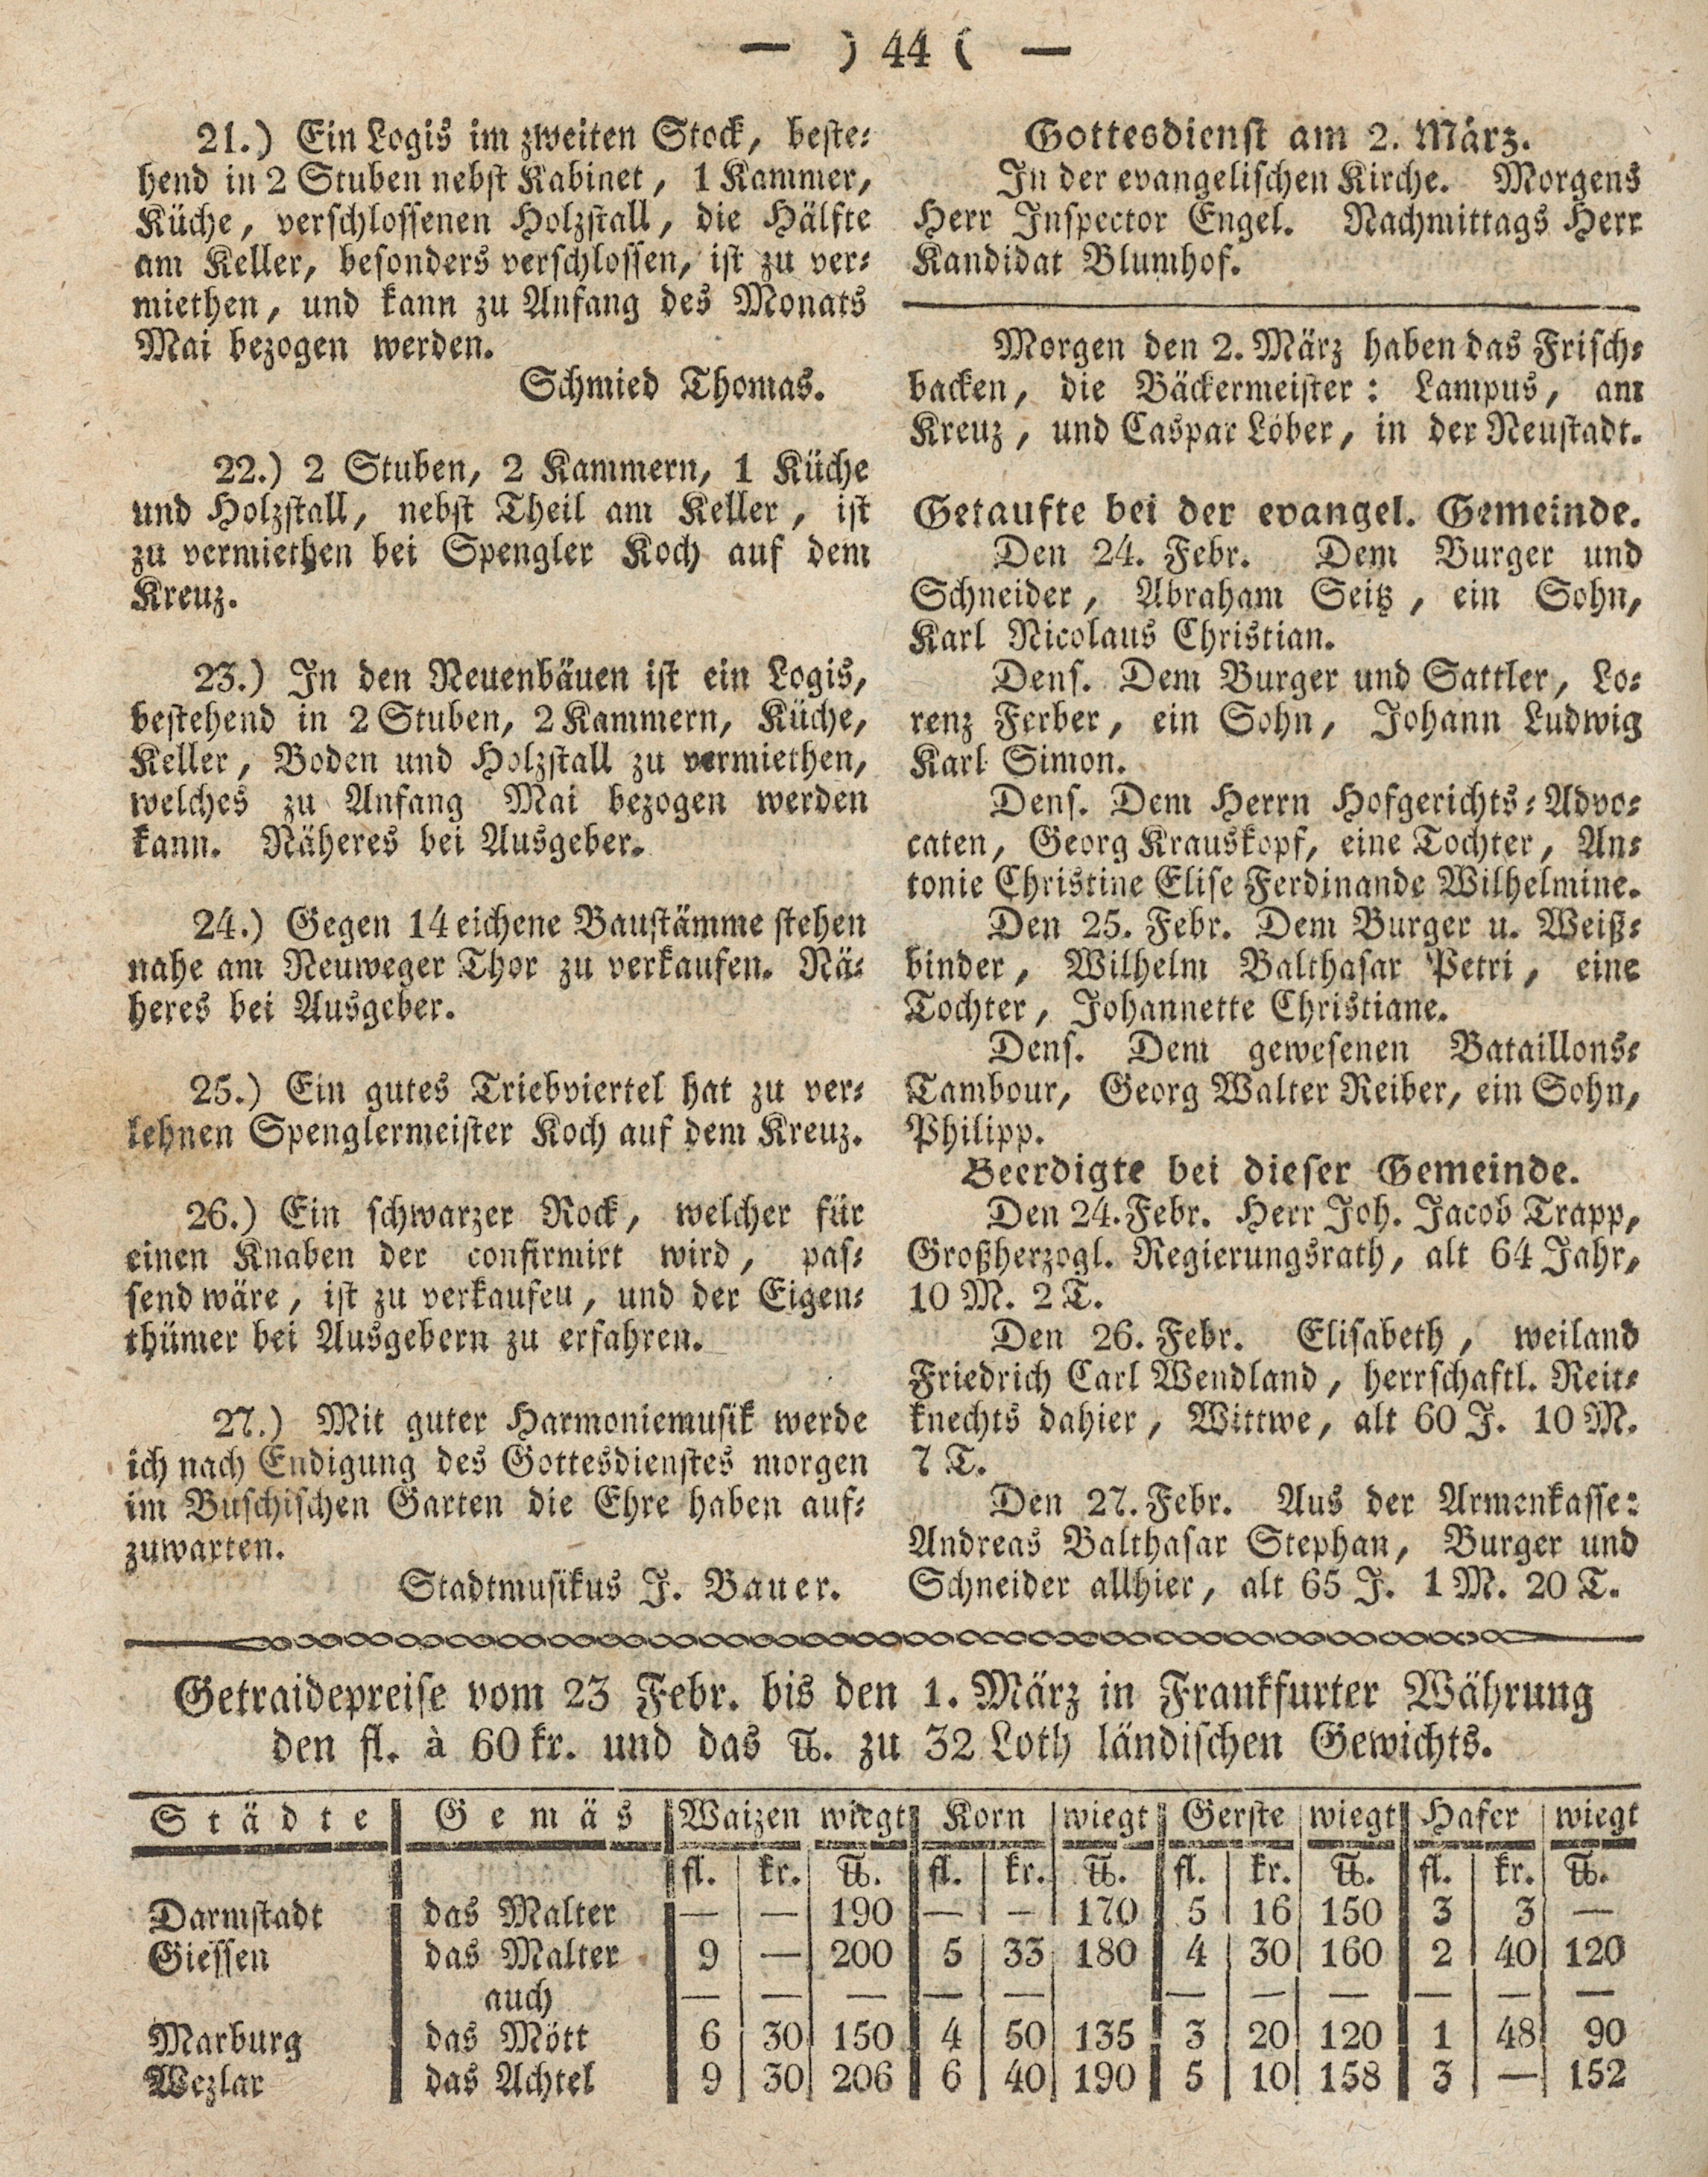 — ) 44 ( —
21.) Ein Logis im zweiten Stock, beste-
hend in 2 Stuben nebst Kabinet, 1 Kammer,
Küche, verschlossenen Holzstall, die Hälfte
am Keller, besonders verschlossen, ist zu ver-
miethen, und kann zu Anfang des Monats
Mai bezogen werden.
Schmied Thomas.
22.) 2 Stuben, 2 Kammern, 1 Küche
und Holzstall, nebst Theil am Keller, ist
zu vermiethen bei Spengler Koch auf dem
Kreuz.
23.) In den Neuenbäuen ist ein Logis,
bestehend in 2 Stuben, 2 Kammern, Küche,
Keller, Boden und Holzstall zu vermiethen,
welches zu Anfang Mai bezogen werden
kann. Näheres bei Ausgeber.
24.) Gegen 14 eichene Baustämme stehen
nahe am Neuweger Thor zu verkaufen. Nä-
heres bei Ausgeber.
25.) Ein gutes Triebviertel hat zu ver-
lehnen Spenglermeister Koch auf dem Kreuz.
26.) Ein schwarzer Rock, welcher für
einen Knaben der confirmirt wird, pas-
send wäre, ist zu verkaufeu, und der Eigen-
thümer bei Ausgebern zu erfahren.
27.) Mit guter Harmoniemusik werde
ich nach Endigung des Gottesdienstes morgen
im Buschischen Garten die Ehre haben auf-
zuwarten.
Stadtmusikus J. Bauer.
Gottesdienst am 2. März.
In der evangelischen Kirche. Morgens
Herr Inspector Engel. Nachmittags Herr
Kandidat Blumhof.
Morgen den 2. März haben das Frisch-
backen, die Bäckermeister: Lampus, am
Kreuz, und Caspar Löber, in der Neustadt.
Getaufte bei der evangel. Gemeinde.
Den 24. Febr. Dem Burger und
Schneider, Abraham Seitz, ein Sohn,
Karl Nicolaus Christian.
Dens. Dem Burger und Sattler, Lo-
renz Ferber, ein Sohn, Johann Ludwig
Karl Simon.
Dens. Dem Herrn Hofgerichts-Advo-
caten, Georg Krauskopf, eine Tochter, An-
tonie Christine Elise Ferdinande Wilhelmine.
Den 25. Febr. Dem Burger u. Weiß-
binder, Wilhelm Balthasar Petri, eine
Tochter, Johannette Christiane.
Dens. Dem gewesenen Bataillons-
Tambour, Georg Walter Reiber, ein Sohn,
Philipp.
Beerdigte bei dieser Gemeinde.
Den 24. Febr. Herr Joh. Jacob Trapp,
Großherzogl. Regierungsrath, alt 64 Jahr,
10 M. 2 T.
Den 26. Febr. Elisabeth, weiland
Friedrich Carl Wendland, herrschaftl. Reit-
knechts dahier, Wittwe, alt 60 J. 10 M.
7 T.
Den 27. Febr. Aus der Armenkasse:
Andreas Balthasar Stephan, Burger und
Schneider allhier, alt 65 J. 1 M. 20 T.
Getraidepreise vom 23 Febr. bis den 1. März in Frankfurter Währung
den fl. à 60 kr. und das ℔. zu 32 Loth ländischen Gewichts.
Städte Gemäs Waizen wiegt Korn wiegt Gerste wiegt Hafer wiegt
fl. kr. ℔. fl. kr. ℔. fl. kr. ℔. fl. kr. ℔.
Darmstadt das Malter — — 190 — — 170 5 16 150 3 3 —
Giessen das Malter 9 — 200 5 33 180 4 30 160 2 40 120
auch — — — — — — — — — — —
Marburg das Mött 6 30 150 4 50 135 3 20 120 1 48 90
Wezlar das Achtel 9 30 206 6 40 190 5 10 158 3 — 152